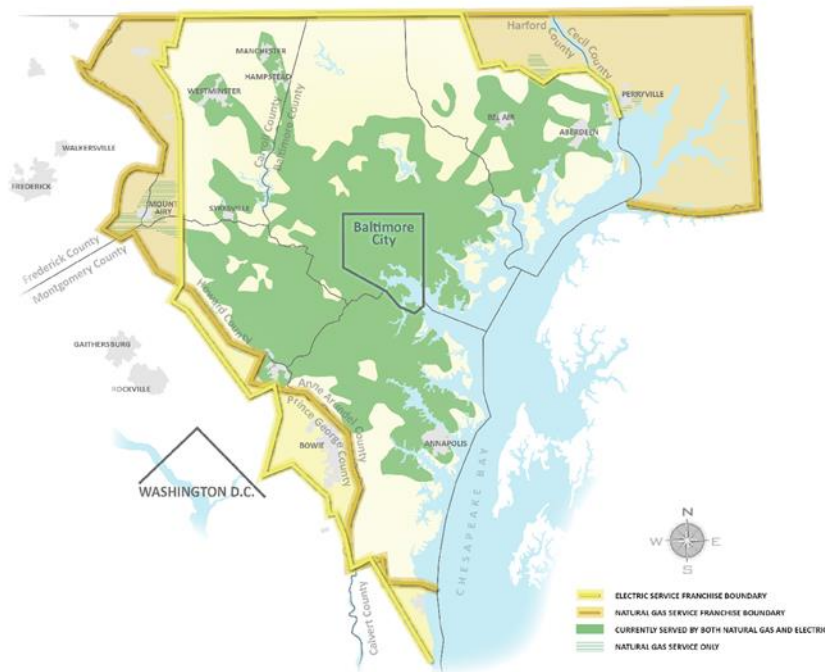 Harford
County
Cecil County
MANCHESTER
HAMPSTEAD
WESTMINSTER
Carroll County
Baltimore County
PERRYVILLE
BEL AIR
ABERDEEN
WALKERSVILLE
FREDERICK
MOUNT
AIRY
SYKESVILLE
Baltimore
City
Frederick County
Montgomery County
Howard County
GAITHERSBURG
ROCKVILLE
Anne Arundel County
Prince George County
BOWIE
ANNAPOLIS
WASHINGTON D.C.
CHESAPEAKE BAY
Calvert County
N
W
E
S
ELECTRIC SERVICE FRANCHISE BOUNDARY
NATURAL GAS SERVICE FRANCHISE BOUNDARY
CURRENTLY SERVED BY BOTH NATURAL GAS AND ELECTRIC
NATURAL GAS SERVICE ONLY